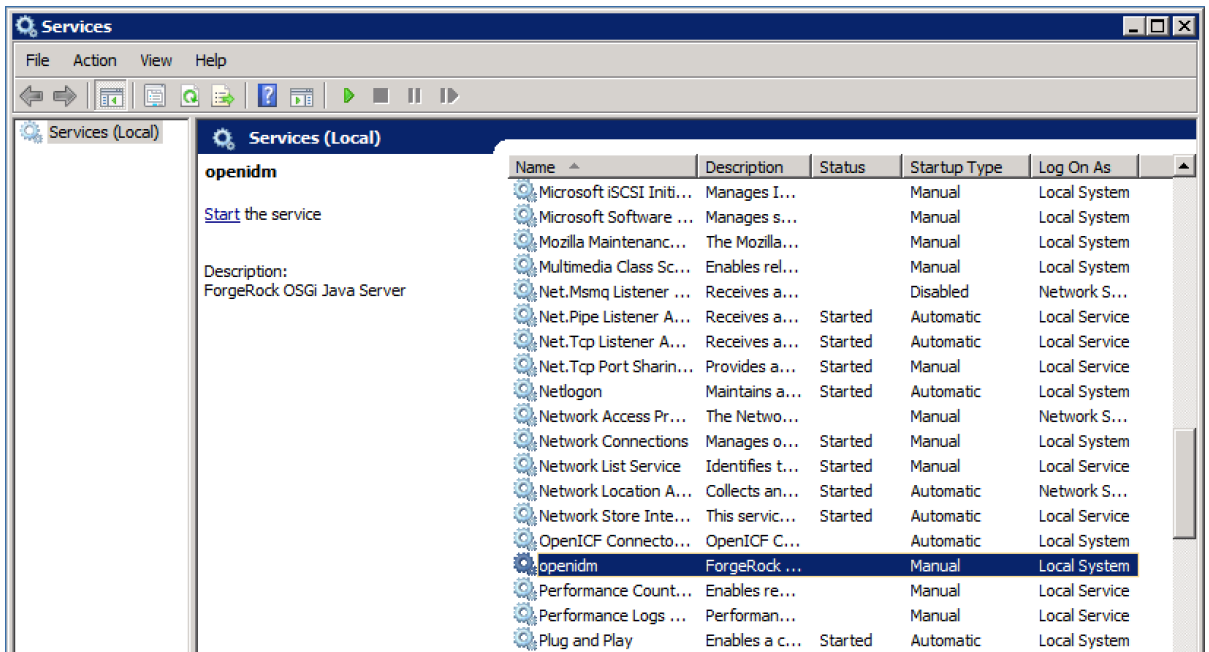 Services
File Action View Help
Services (Local)
Services (Local)
openidm
Start the service
Description:
ForgeRock OSGi Java Server
Name Description Status Startup Type Log On As
Microsoft iSCSI Initi... Manages I... Manual Local System
Microsoft Software ... Manages s... Manual Local System
Mozilla Maintenanc... The Mozilla... Manual Local System
Multimedia Class Sc... Enables rel... Manual Local System
Net.Msmq Listener ... Receives a... Disabled Network S...
Net.Pipe Listener A... Receives a... Started Automatic Local Service
Net.Tcp Listener A... Receives a... Started Automatic Local Service
Net.Tcp Port Sharin... Provides a... Started Manual Local Service
Netlogon Maintains a... Started Automatic Local System
Network Access Pr... The Netwo... Manual Network S...
Network Connections Manages o... Started Manual Local System
Network List Service Identifies t... Started Manual Local Service
Network Location A... Collects an... Started Automatic Network S...
Network Store Inte... This servic... Started Automatic Local Service
OpenICF Connecto... OpenICF C... Automatic Local System
openidm ForgeRock ... Manual Local System
Performance Count... Enables re... Manual Local Service
Performance Logs ... Performan... Manual Local Service
Plug and Play Enables a c... Started Automatic Local System